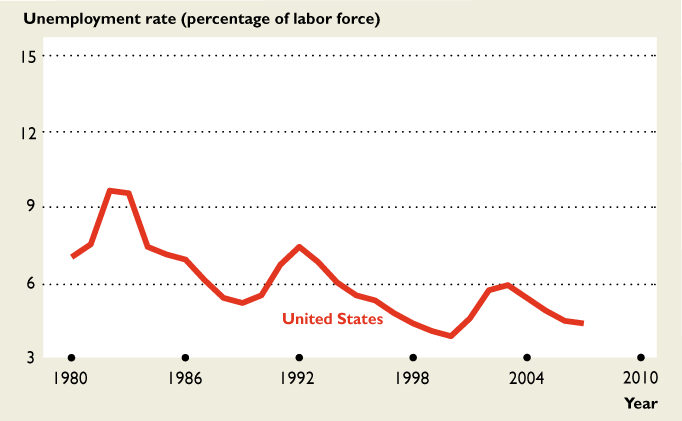 Unemployment rate (percentage of labor force)
15
12
9
6
United States
3
1980 1986 1992 1998 2004 2010
Year